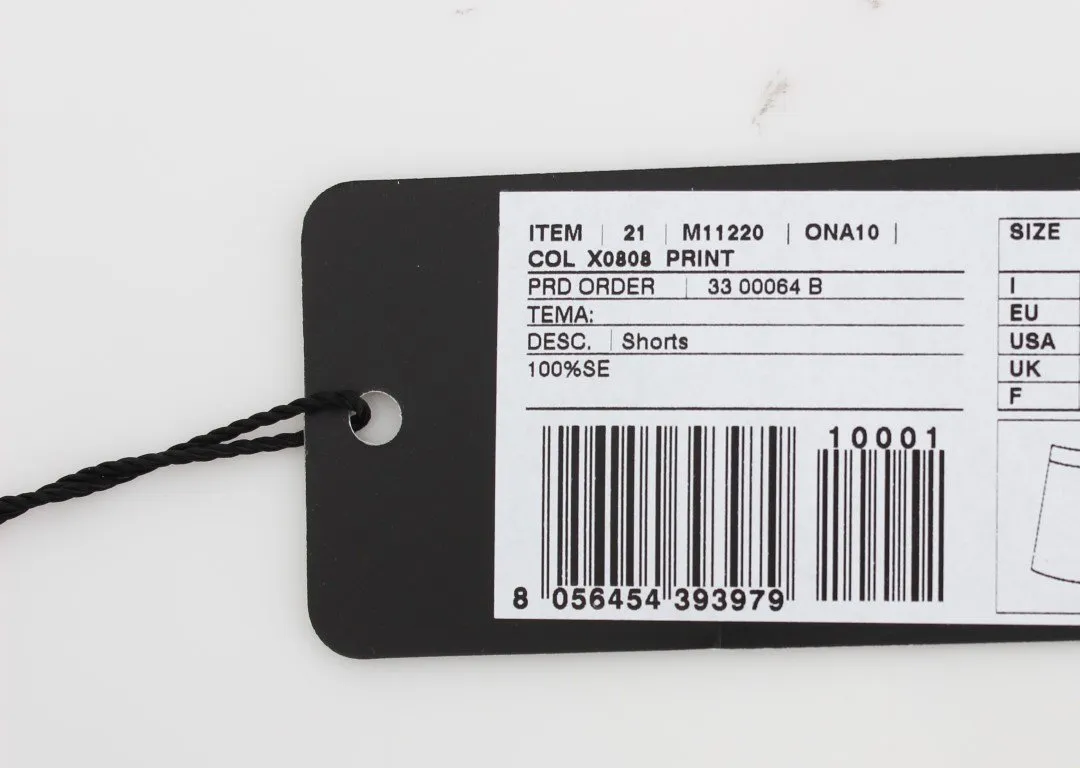 ITEM | 21 | M11220 | ONA10 |
COL X0808 PRINT
PRD ORDER | 33 00064 B
TEMA:
DESC. | Shorts
100%SE
10001
8 056454 393979
SIZE
I
EU
USA
UK
F